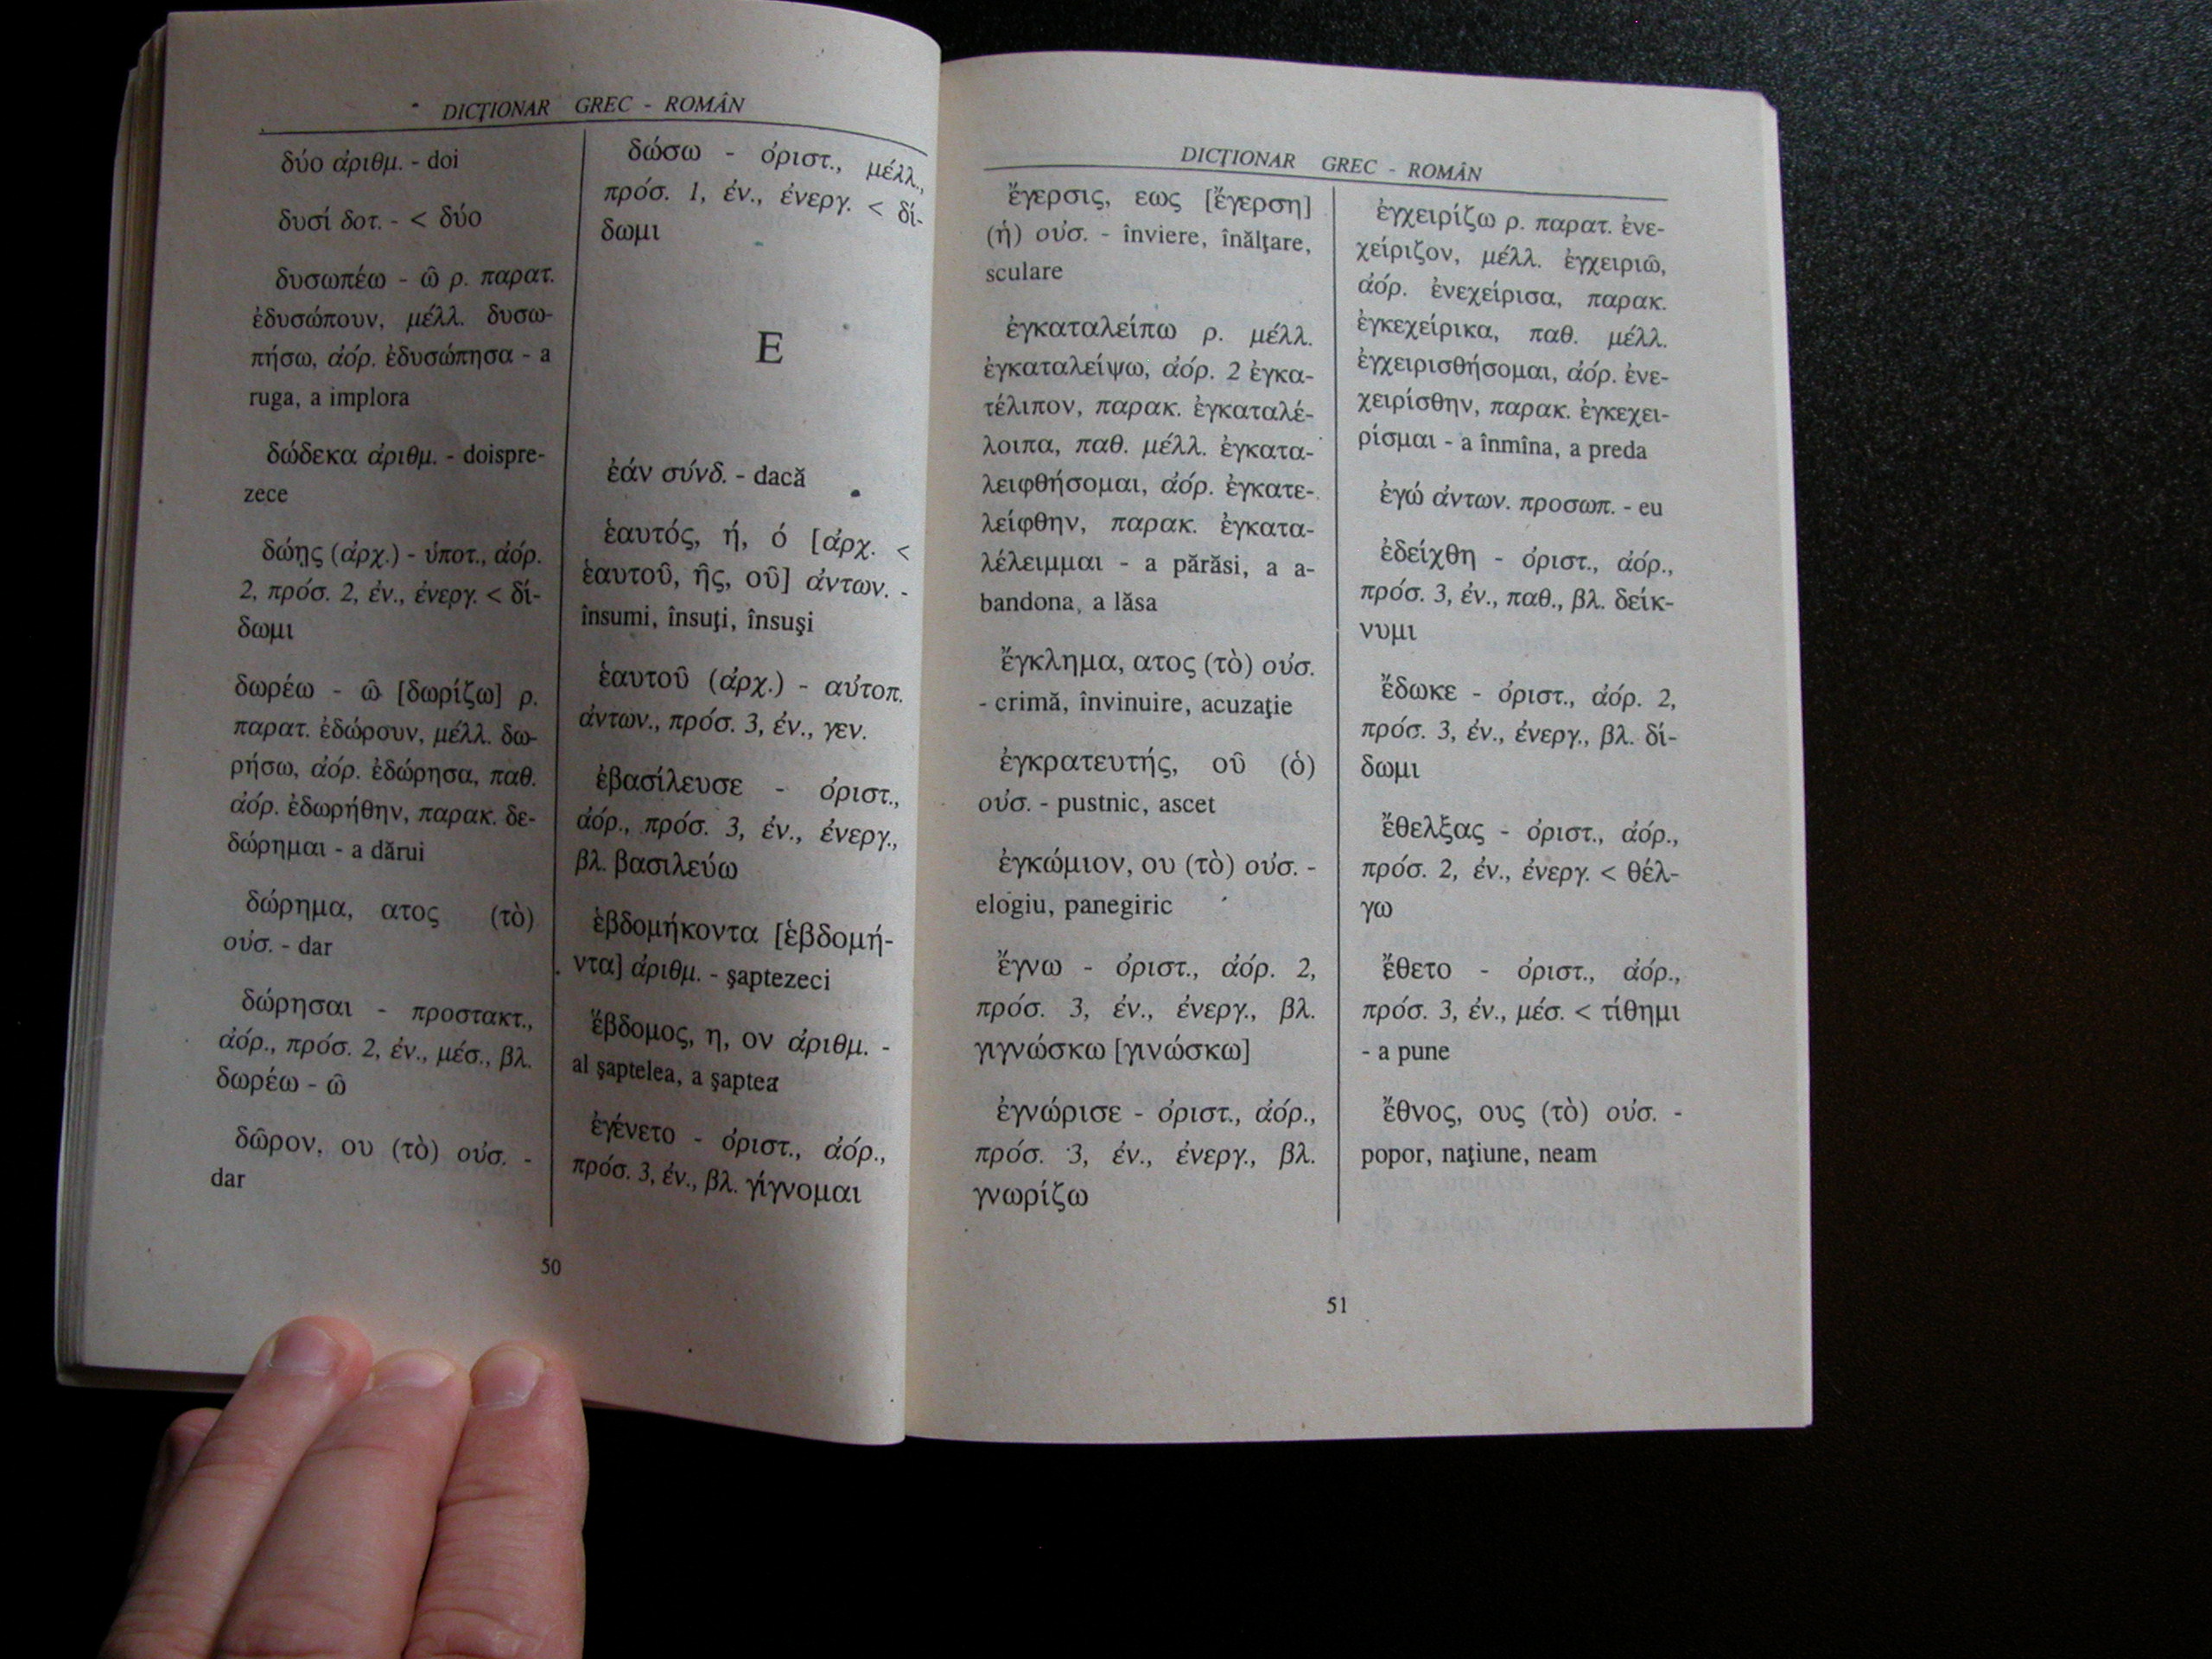 DICŢIONAR GREC - ROMÂN
δύο ἀριθμ. - doi
δυσί δοτ. - < δύο
δυσωπέω - ῶ ρ. παρατ.
ἐδυσώπουν, μέλλ. δυσω-
πήσω, ἀόρ. ἐδυσώπησα - a
ruga, a implora
δώδεκα ἀριθμ. - doispre-
zece
δώῃς (ἀρχ.) - ὑποτ., ἀόρ.
2, πρόσ. 2, ἑν., ἐνεργ. < δί-
δωμι
δωρέω - ῶ [δωρίζω] ρ.
παρατ. ἐδώρουν, μέλλ. δω-
ρήσω, ἀόρ. ἐδώρησα, παθ.
ἀόρ. ἐδωρήθην, παρακ. δε-
δώρημαι - a dărui
δώρημα, ατος (τὸ)
οὐσ. - dar
δώρησαι - προστακτ.,
ἀόρ., πρόσ. 2, ἑν., μέσ., βλ.
δωρέω - ῶ
δῶρον, ου (τὸ) οὐσ. -
dar
δώσω - ὁριστ., μέλλ.,
πρόσ. 1, ἑν., ἐνεργ. < δί-
δωμι
E
ἐάν σύνδ. - dacă
ἑαυτός, ή, ό [ἀρχ. <
ἑαυτοῦ, ῆς, οῦ] ἀντων. -
însumi, însuţi, însuşi
ἑαυτοῦ (ἀρχ.) - αὐτοπ.
ἀντων., πρόσ. 3, ἑν., γεν.
ἐβασίλευσε - ὁριστ.,
ἀόρ., πρόσ. 3, ἑν., ἐνεργ.,
βλ. βασιλεύω
ἑβδομήκοντα [ἑβδομή-
ντα] ἀριθμ. - şaptezeci
ἕβδομος, η, ον ἀριθμ. -
al şaptelea, a şaptea
ἐγένετο - ὁριστ., ἀόρ.,
πρόσ. 3, ἑν., βλ. γίγνομαι
50
DICŢIONAR GREC - ROMÂN
ἔγερσις, εως [ἔγερση]
(ἡ) οὐσ. - înviere, înălţare,
sculare
ἐγκαταλείπω ρ. μέλλ.
ἐγκαταλείψω, ἀόρ. 2 ἐγκα-
τέλιπον, παρακ. ἐγκαταλέ-
λοιπα, παθ. μέλλ. ἐγκατα-
λειφθήσομαι, ἀόρ. ἐγκατε-
λείφθην, παρακ. ἐγκατα-
λέλειμμαι - a părăsi, a a-
bandona, a lăsa
ἔγκλημα, ατος (τὸ) οὐσ.
- crimă, învinuire, acuzaţie
ἐγκρατευτής, οῦ (ὁ)
οὐσ. - pustnic, ascet
ἐγκώμιον, ου (τὸ) οὐσ. -
elogiu, panegiric
ἔγνω - ὁριστ., ἀόρ. 2,
πρόσ. 3, ἑν., ἐνεργ., βλ.
γιγνώσκω [γινώσκω]
ἐγνώρισε - ὁριστ., ἀόρ.,
πρόσ. 3, ἑν., ἐνεργ., βλ.
γνωρίζω
ἐγχειρίζω ρ. παρατ. ἐνε-
χείριζον, μέλλ. ἐγχειριῶ,
ἀόρ. ἐνεχείρισα, παρακ.
ἐγκεχείρικα, παθ. μέλλ.
ἐγχειρισθήσομαι, ἀόρ. ἐνε-
χειρίσθην, παρακ. ἐγκεχει-
ρίσμαι - a înmîna, a preda
ἐγώ ἀντων. προσωπ. - eu
ἐδείχθη - ὁριστ., ἀόρ.,
πρόσ. 3, ἑν., παθ., βλ. δείκ-
νυμι
ἔδωκε - ὁριστ., ἀόρ. 2,
πρόσ. 3, ἑν., ἐνεργ., βλ. δί-
δωμι
ἔθελξας - ὁριστ., ἀόρ.,
πρόσ. 2, ἑν., ἐνεργ. < θέλ-
γω
ἔθετο - ὁριστ., ἀόρ.,
πρόσ. 3, ἑν., μέσ. < τίθημι
- a pune
ἔθνος, ους (τὸ) οὐσ. -
popor, naţiune, neam
51